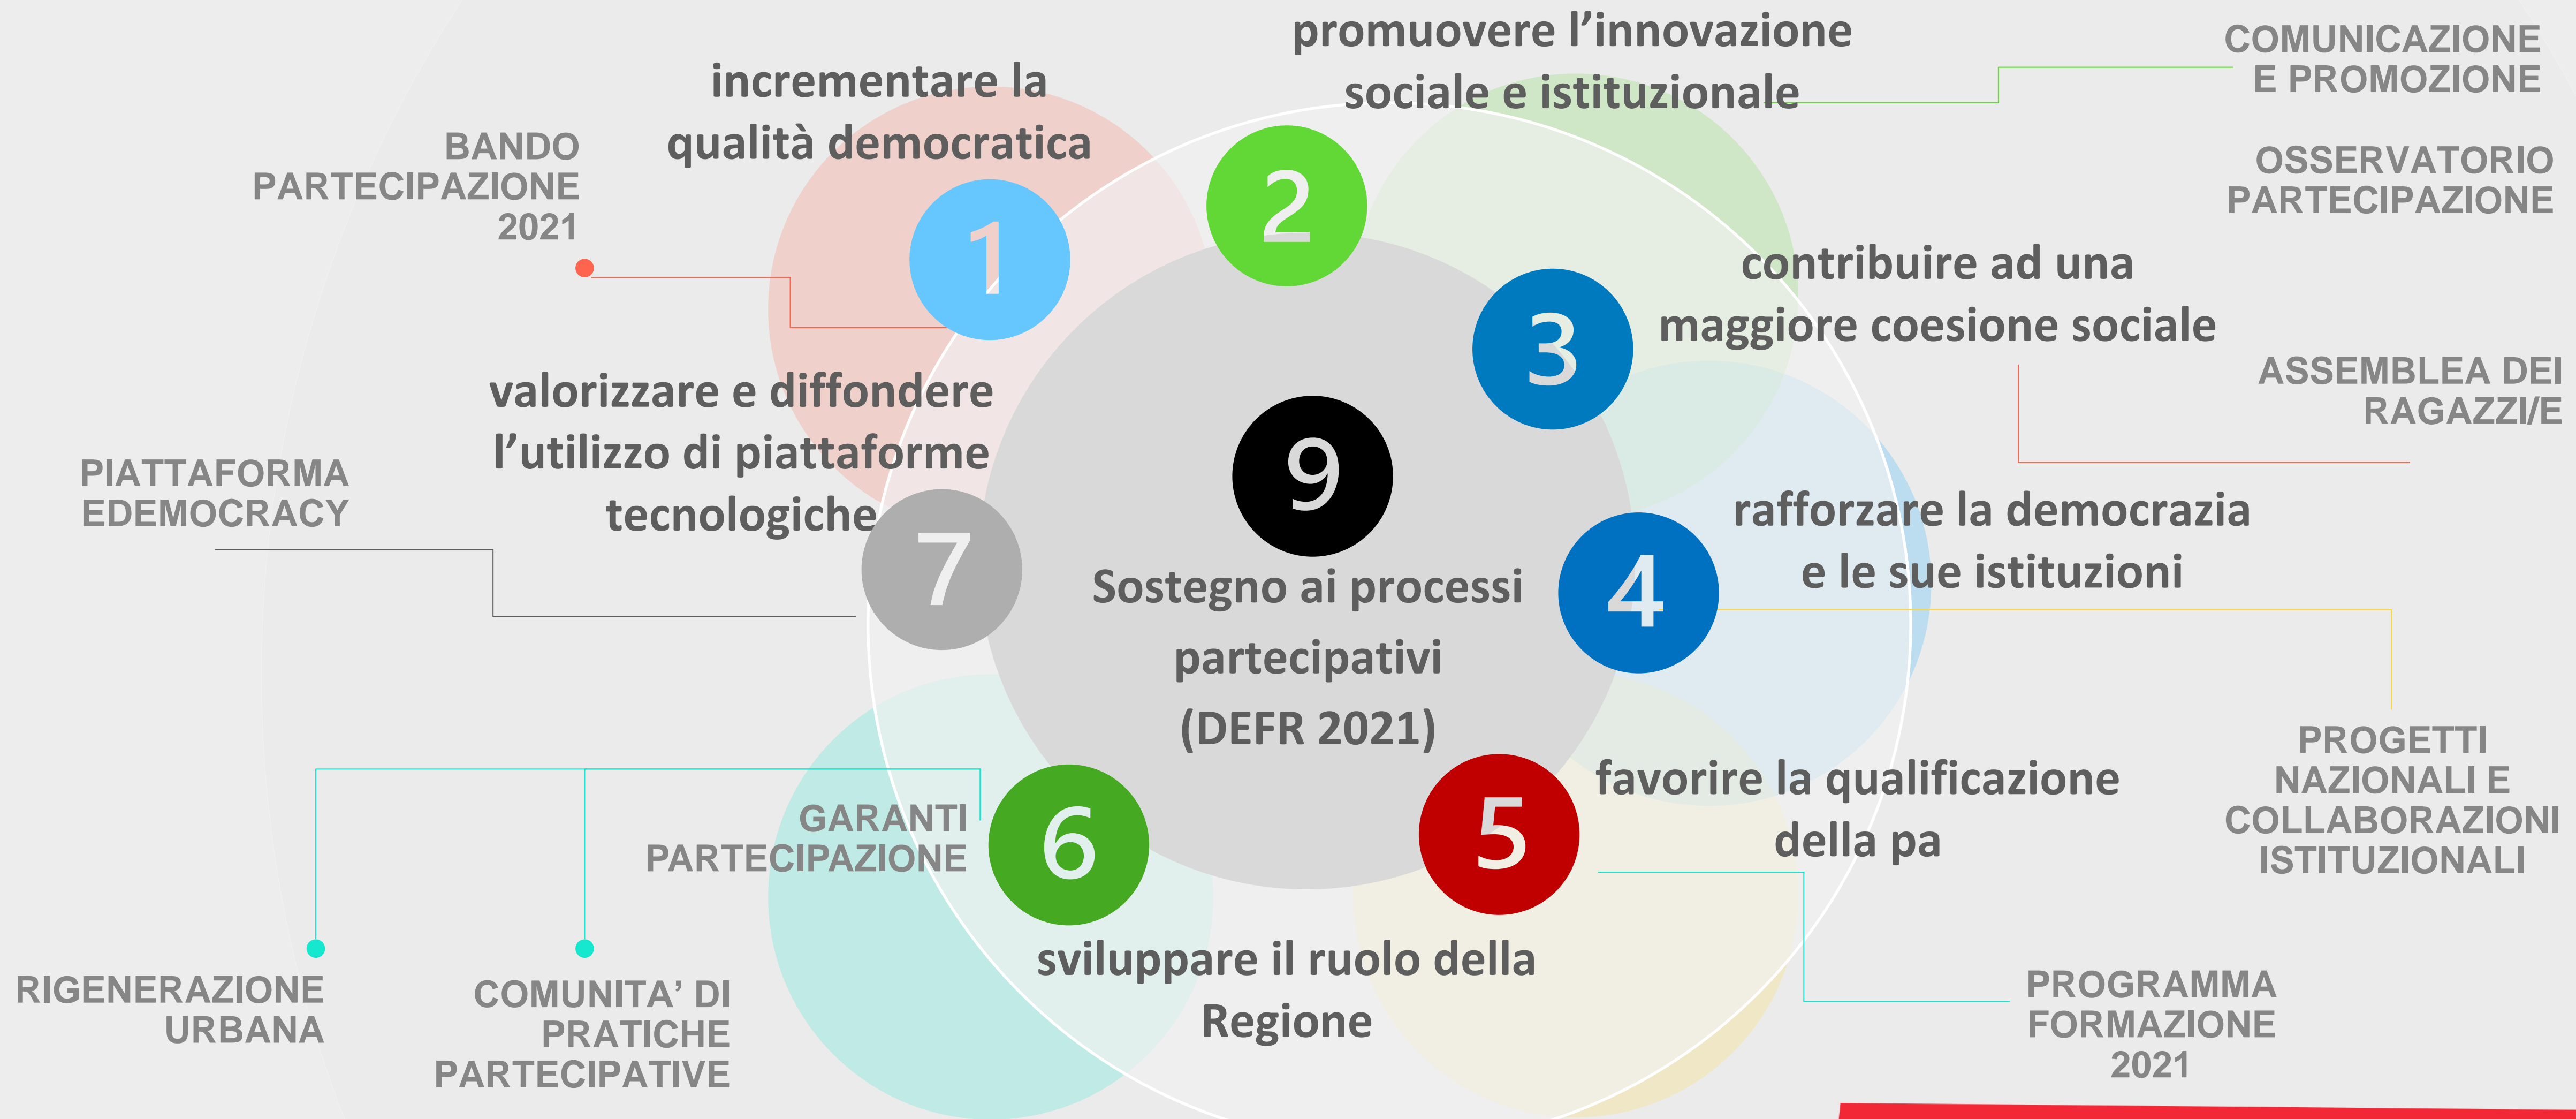 promuovere l’innovazione
sociale e istituzionale
COMUNICAZIONE
E PROMOZIONE
incrementare la
qualità democratica
BANDO
PARTECIPAZIONE
2021
OSSERVATORIO
PARTECIPAZIONE
1
2
3
contribuire ad una
maggiore coesione sociale
ASSEMBLEA DEI
RAGAZZI/E
valorizzare e diffondere
l’utilizzo di piattaforme
tecnologiche
PIATTAFORMA
EDEMOCRACY
7
9
Sostegno ai processi
partecipativi
(DEFR 2021)
4
rafforzare la democrazia
e le sue istituzioni
PROGETTI
NAZIONALI E
COLLABORAZIONI
ISTITUZIONALI
5
favorire la qualificazione
della pa
GARANTI
PARTECIPAZIONE
6
sviluppare il ruolo della
Regione
RIGENERAZIONE
URBANA
COMUNITA’ DI
PRATICHE
PARTECIPATIVE
PROGRAMMA
FORMAZIONE
2021